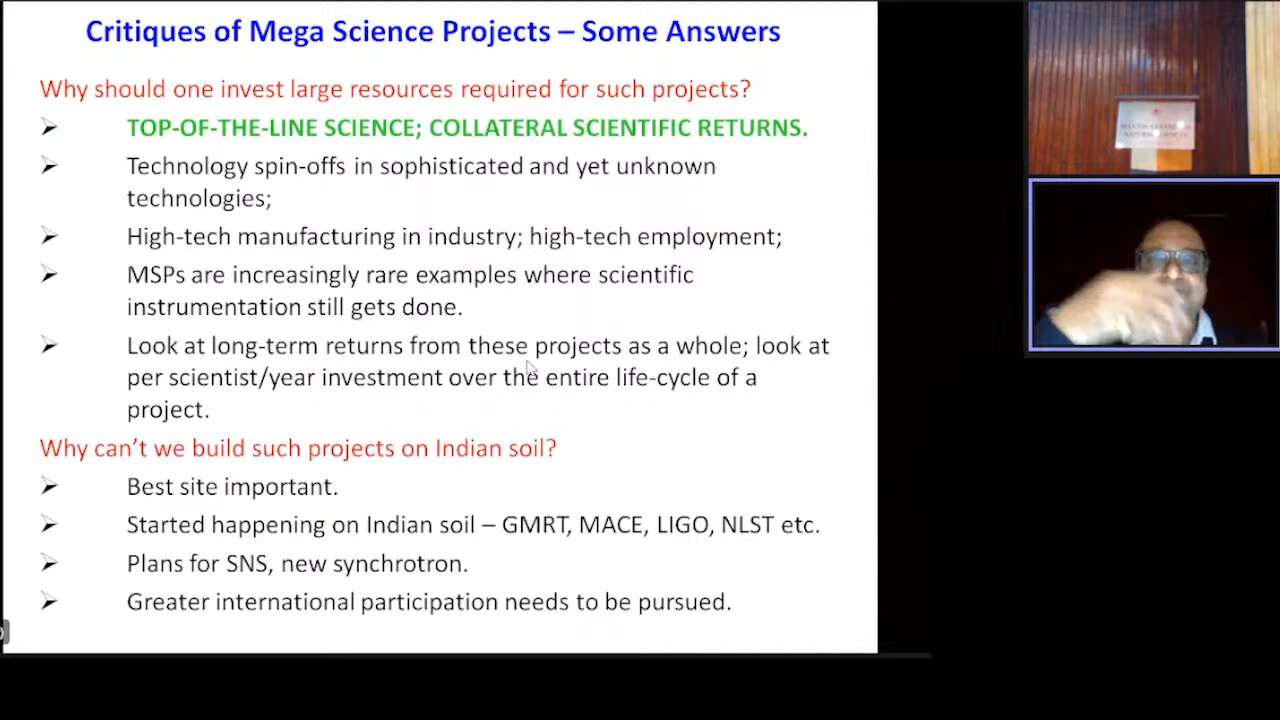 Critiques of Mega Science Projects – Some Answers
Why should one invest large resources required for such projects?
➢ TOP-OF-THE-LINE SCIENCE; COLLATERAL SCIENTIFIC RETURNS.
➢ Technology spin-offs in sophisticated and yet unknown
technologies;
➢ High-tech manufacturing in industry; high-tech employment;
➢ MSPs are increasingly rare examples where scientific
instrumentation still gets done.
➢ Look at long-term returns from these projects as a whole; look at
per scientist/year investment over the entire life-cycle of a
project.
Why can’t we build such projects on Indian soil?
➢ Best site important.
➢ Started happening on Indian soil – GMRT, MACE, LIGO, NLST etc.
➢ Plans for SNS, new synchrotron.
➢ Greater international participation needs to be pursued.